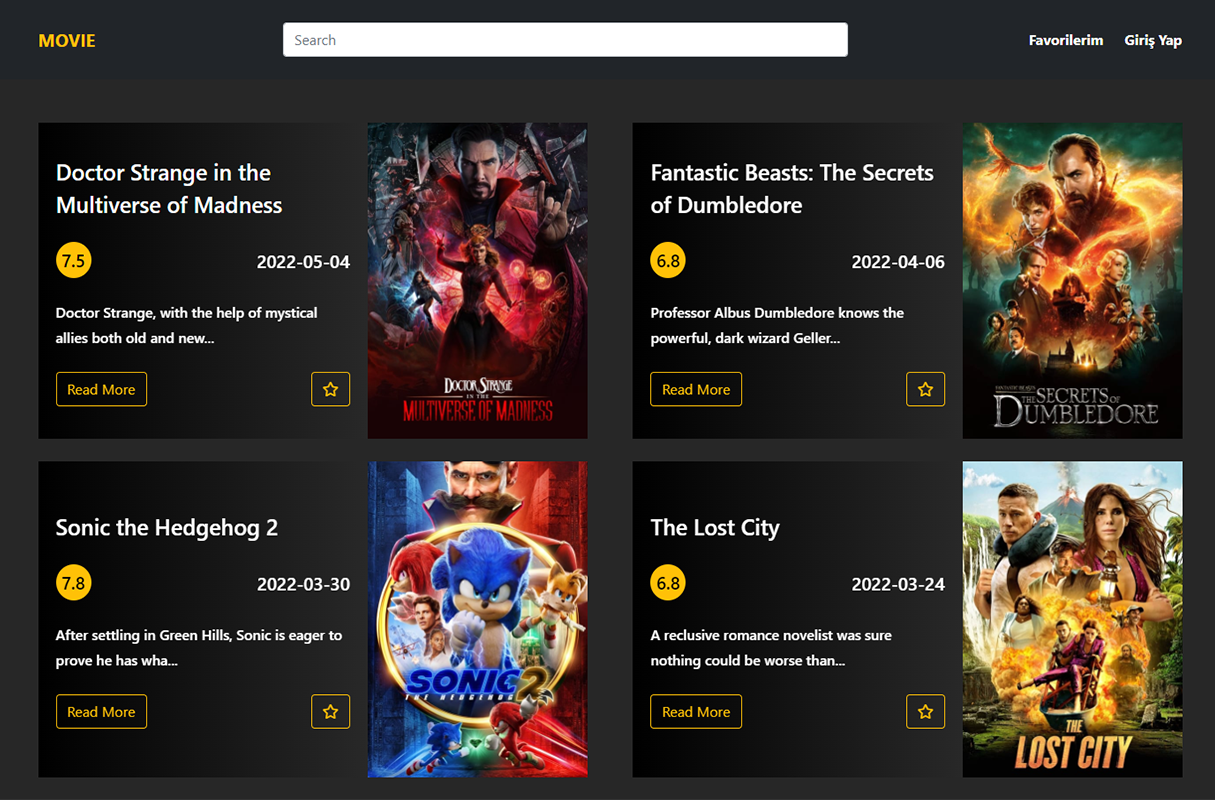 MOVIE
Search
Favorilerim
Giriş Yap
Doctor Strange in the
Multiverse of Madness
7.5
2022-05-04
Doctor Strange, with the help of mystical
allies both old and new...
Read More
DOCTOR STRANGE
IN THE
MULTIVERSE OF MADNESS
Fantastic Beasts: The Secrets
of Dumbledore
6.8
2022-04-06
Professor Albus Dumbledore knows the
powerful, dark wizard Geller...
Read More
FANTASTIC BEASTS
THE SECRETS OF
DUMBLEDORE
Sonic the Hedgehog 2
7.8
2022-03-30
After settling in Green Hills, Sonic is eager to
prove he has wha...
Read More
SONIC 2
THE HEDGEHOG
The Lost City
6.8
2022-03-24
A reclusive romance novelist was sure
nothing could be worse than...
Read More
THE
LOST CITY